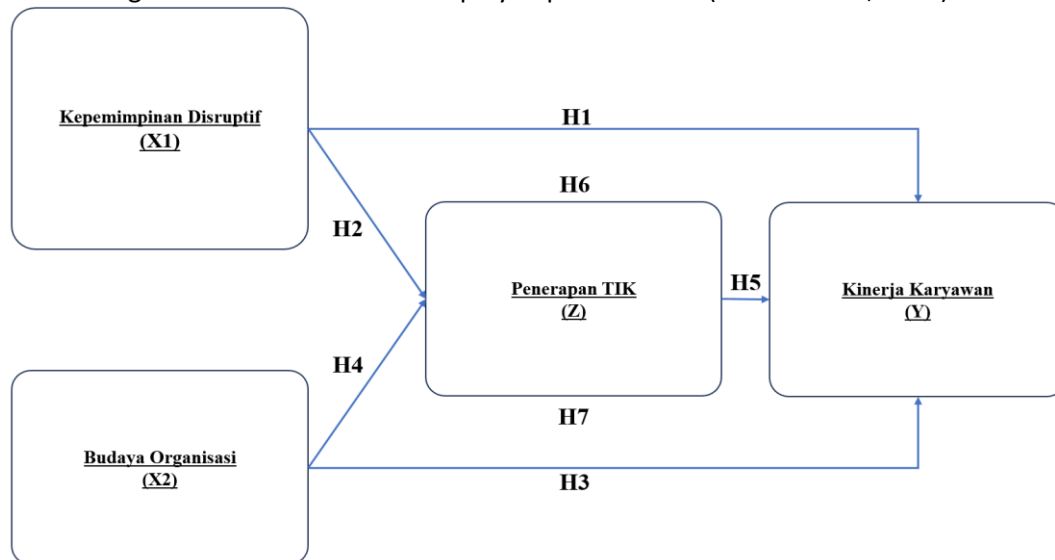 Kepemimpinan Disruptif
(X1)
H1
H6
H2
Penerapan TIK
(Z)
H5
Kinerja Karyawan
(Y)
H4
H7
Budaya Organisasi
(X2)
H3